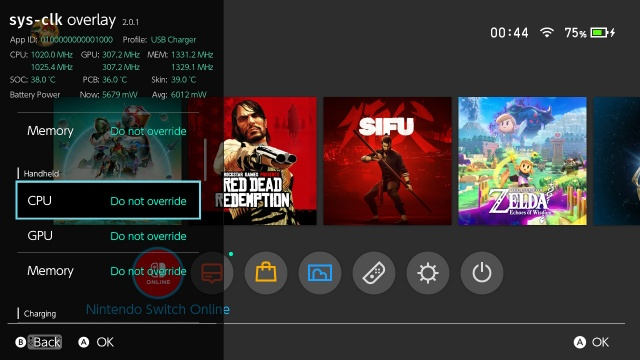 sys-clk overlay 2.0.1
App ID: 0100000000001000 Profile: USB Charger
CPU: 1020.0 MHz GPU: 307.2 MHz MEM: 1331.2 MHz
1025.4 MHz 307.2 MHz 1329.1 MHz
SOC: 38.0 °C PCB: 36.0 °C Skin: 39.0 °C
Battery Power Now: 5679 mW Avg: 6012 mW
00:44 75%
Memory Do not override
Handheld
CPU Do not override
GPU Do not override
Memory Do not override
Charging
B Back A OK
ROCKSTAR GAMES PRESENTS
RED DEAD
REDEMPTION
SIFU
ZELDA
Echoes of Wisdom
ONLINE
Nintendo Switch Online
A OK